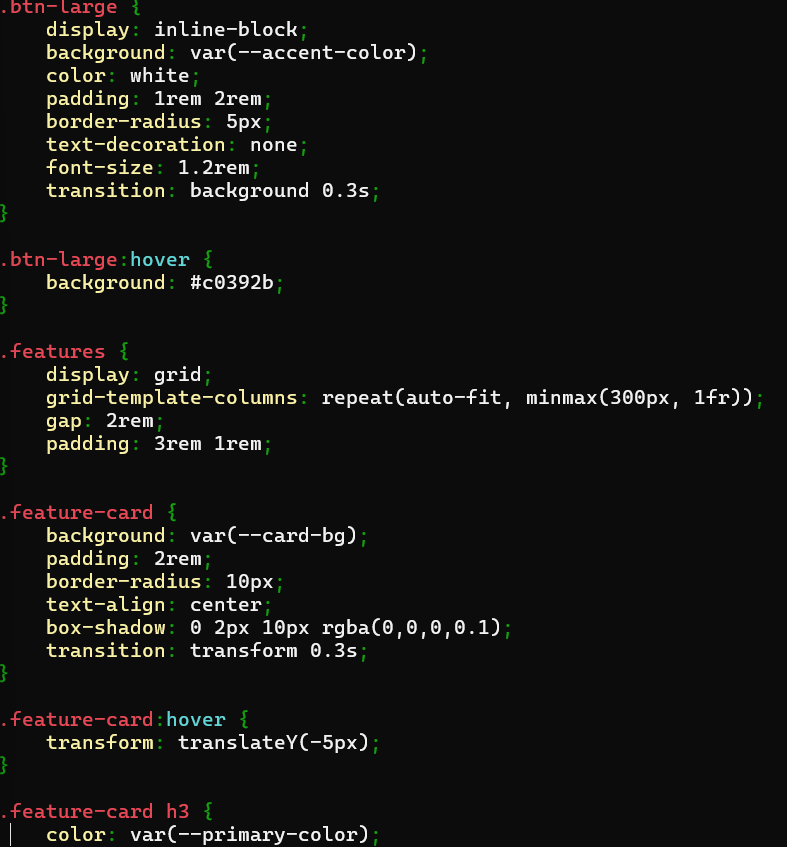 .btn-large {
    display: inline-block;
    background: var(--accent-color);
    color: white;
    padding: 1rem 2rem;
    border-radius: 5px;
    text-decoration: none;
    font-size: 1.2rem;
    transition: background 0.3s;
}

.btn-large:hover {
    background: #c0392b;
}

.features {
    display: grid;
    grid-template-columns: repeat(auto-fit, minmax(300px, 1fr));
    gap: 2rem;
    padding: 3rem 1rem;
}

.feature-card {
    background: var(--card-bg);
    padding: 2rem;
    border-radius: 10px;
    text-align: center;
    box-shadow: 0 2px 10px rgba(0,0,0,0.1);
    transition: transform 0.3s;
}

.feature-card:hover {
    transform: translateY(-5px);
}

.feature-card h3 {
    color: var(--primary-color);